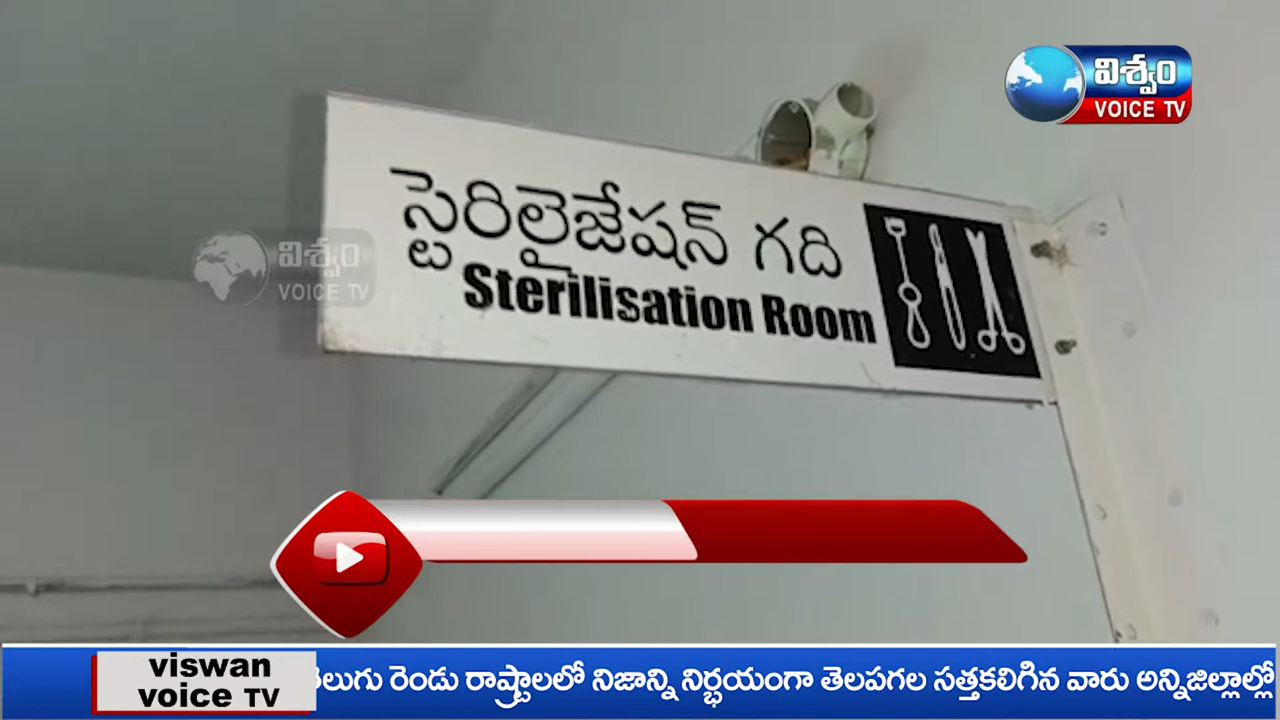 విశ్వం
VOICE TV
స్టెరిలైజేషన్ గది
Sterilisation Room
విశ్వం
VOICE TV
viswan
voice TV
తెలుగు రెండు రాష్ట్రాలలో నిజాన్ని నిర్భయంగా తెలపగల సత్తకలిగిన వారు అన్నిజిల్లాల్లో